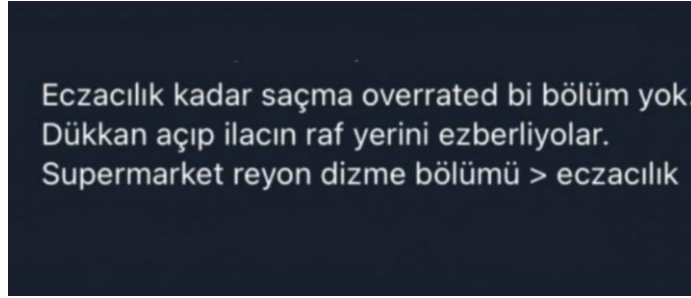 Eczacılık kadar saçma overrated bi bölüm yok.
Dükkan açıp ilacın raf yerini ezberliyolar.
Supermarket reyon dizme bölümü > eczacılık